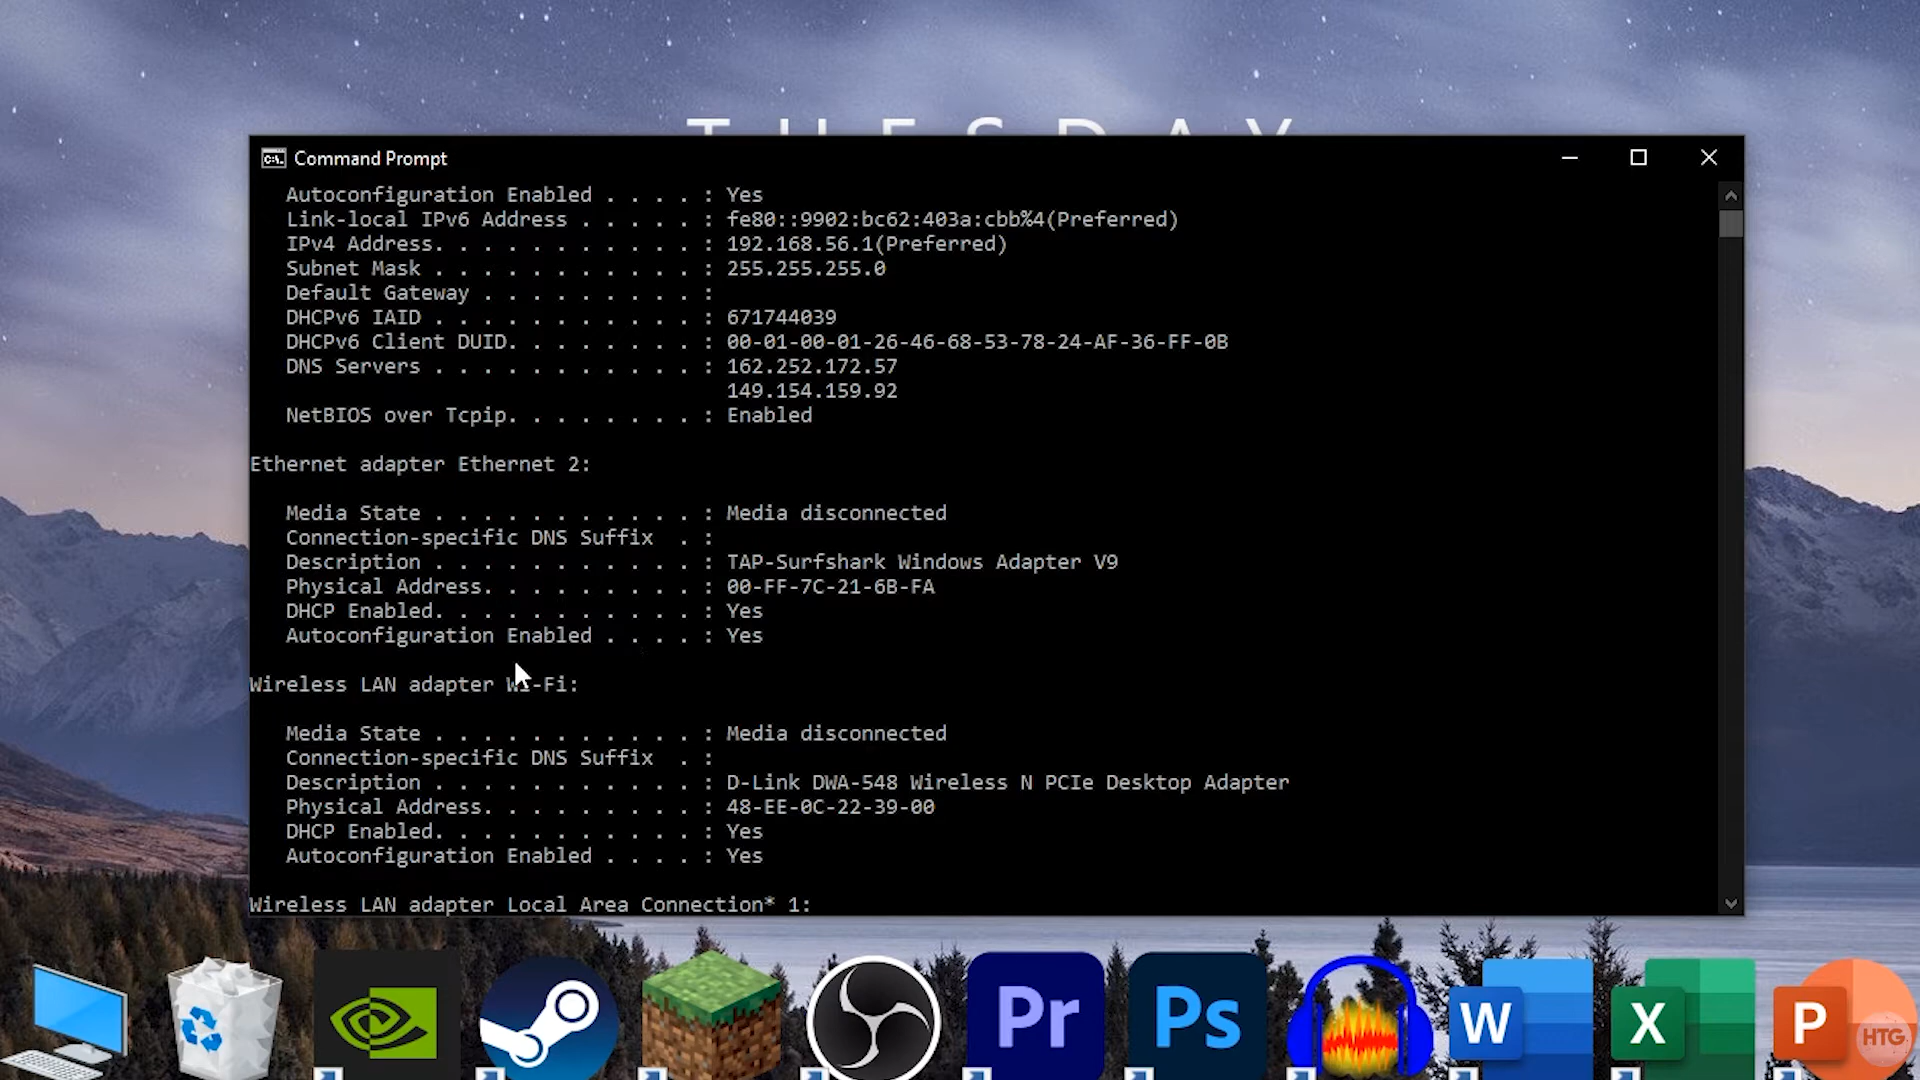 TUESDAY
Command Prompt
Autoconfiguration Enabled . . . . : Yes
Link-local IPv6 Address . . . . . : fe80::9902:bc62:403a:cbb%4(Preferred)
IPv4 Address. . . . . . . . . . . : 192.168.56.1(Preferred)
Subnet Mask . . . . . . . . . . . : 255.255.255.0
Default Gateway . . . . . . . . . :
DHCPv6 IAID . . . . . . . . . . . : 671744039
DHCPv6 Client DUID. . . . . . . . : 00-01-00-01-26-46-68-53-78-24-AF-36-FF-0B
DNS Servers . . . . . . . . . . . : 162.252.172.57
149.154.159.92
NetBIOS over Tcpip. . . . . . . . : Enabled
Ethernet adapter Ethernet 2:
Media State . . . . . . . . . . . : Media disconnected
Connection-specific DNS Suffix  . :
Description . . . . . . . . . . . : TAP-Surfshark Windows Adapter V9
Physical Address. . . . . . . . . : 00-FF-7C-21-6B-FA
DHCP Enabled. . . . . . . . . . . : Yes
Autoconfiguration Enabled . . . . : Yes
Wireless LAN adapter Wi-Fi:
Media State . . . . . . . . . . . : Media disconnected
Connection-specific DNS Suffix  . :
Description . . . . . . . . . . . : D-Link DWA-548 Wireless N PCIe Desktop Adapter
Physical Address. . . . . . . . . : 48-EE-0C-22-39-00
DHCP Enabled. . . . . . . . . . . : Yes
Autoconfiguration Enabled . . . . : Yes
Wireless LAN adapter Local Area Connection* 1:
Pr Ps W X P HTG